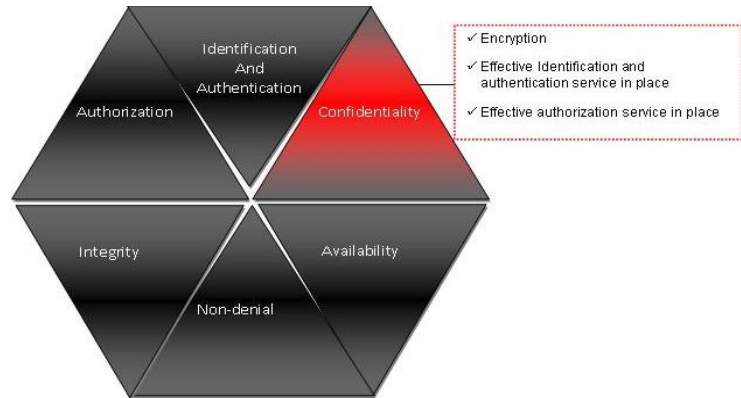 Identification
And
Authentication
Authorization
Confidentiality
✓ Encryption
✓ Effective Identification and
authentication service in place
✓ Effective authorization service in place
Integrity
Availability
Non-denial